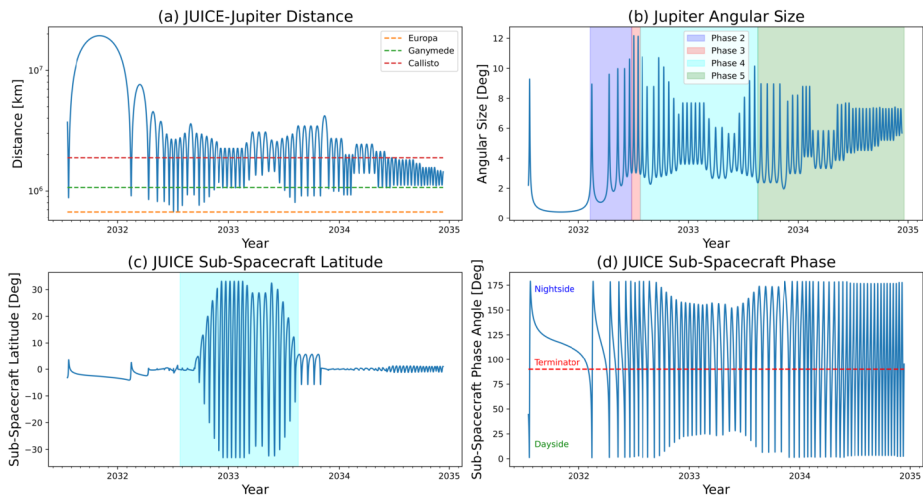 (a) JUICE-Jupiter Distance
Distance [km]
10^7
10^6
Europa
Ganymede
Callisto
2032
2033
2034
2035
Year
(b) Jupiter Angular Size
Angular Size [Deg]
12
10
8
6
4
2
0
Phase 2
Phase 3
Phase 4
Phase 5
2032
2033
2034
2035
Year
(c) JUICE Sub-Spacecraft Latitude
Sub-Spacecraft Latitude [Deg]
30
20
10
0
−10
−20
−30
2032
2033
2034
2035
Year
(d) JUICE Sub-Spacecraft Phase
Sub-Spacecraft Phase Angle [Deg]
175
150
125
100
75
50
25
0
Nightside
Terminator
Dayside
2032
2033
2034
2035
Year